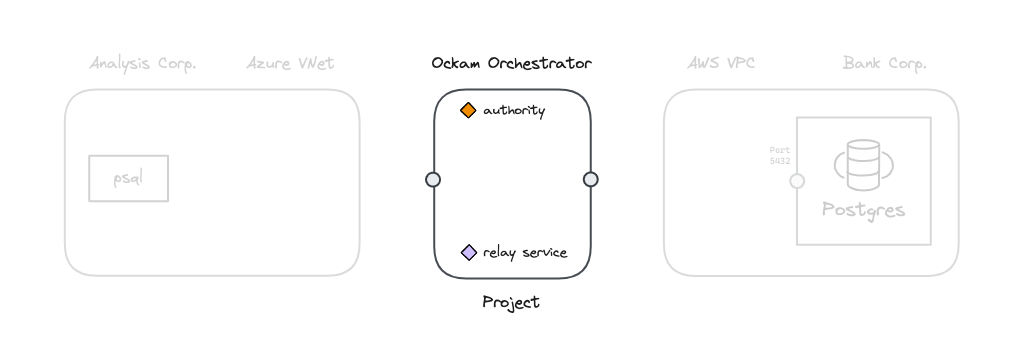 Analysis Corp. Azure VNet
Ockam Orchestrator
AWS VPC Bank Corp.
authority
psql
Port
5432
Postgres
relay service
Project